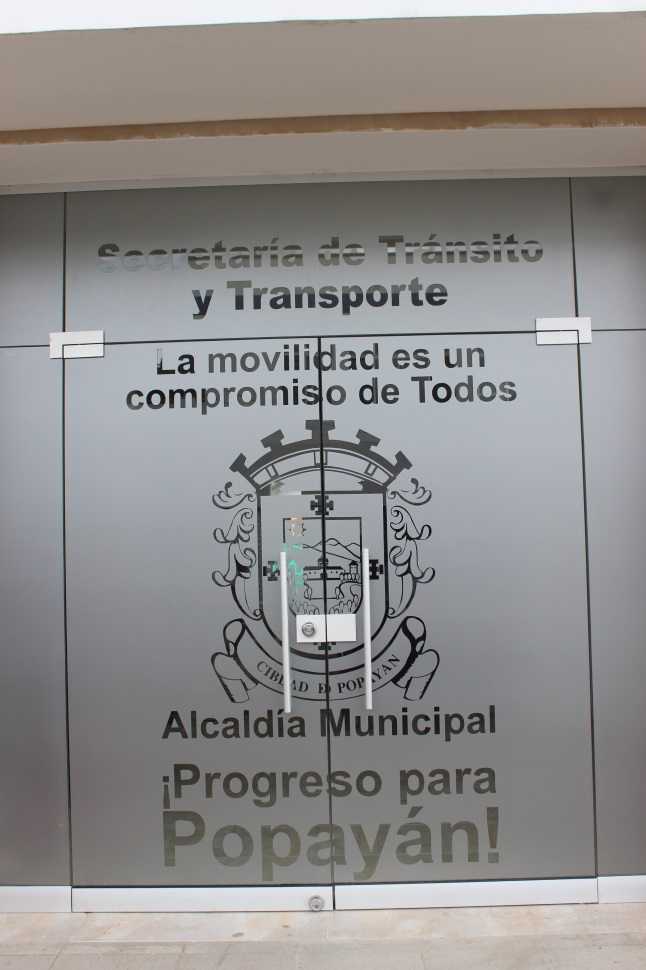 Secretaría de Tránsito
y Transporte
La movilidad es un
compromiso de Todos
CIUDAD DE POPAYAN
Alcaldía Municipal
¡Progreso para
Popayán!